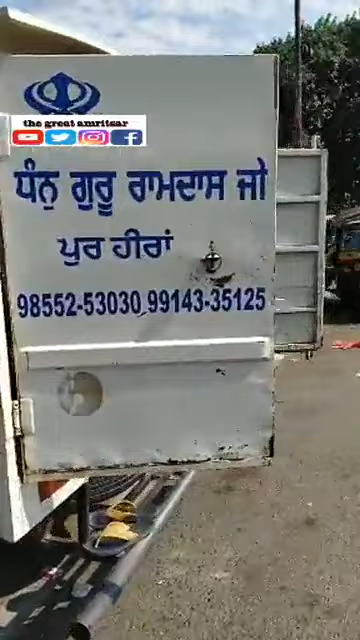 the great amritsar
ਧੰਨ ਗੁਰੂ ਰਾਮਦਾਸ ਜੀ
ਪੁਰ ਹੀਰਾਂ
98552-53030, 99143-35125